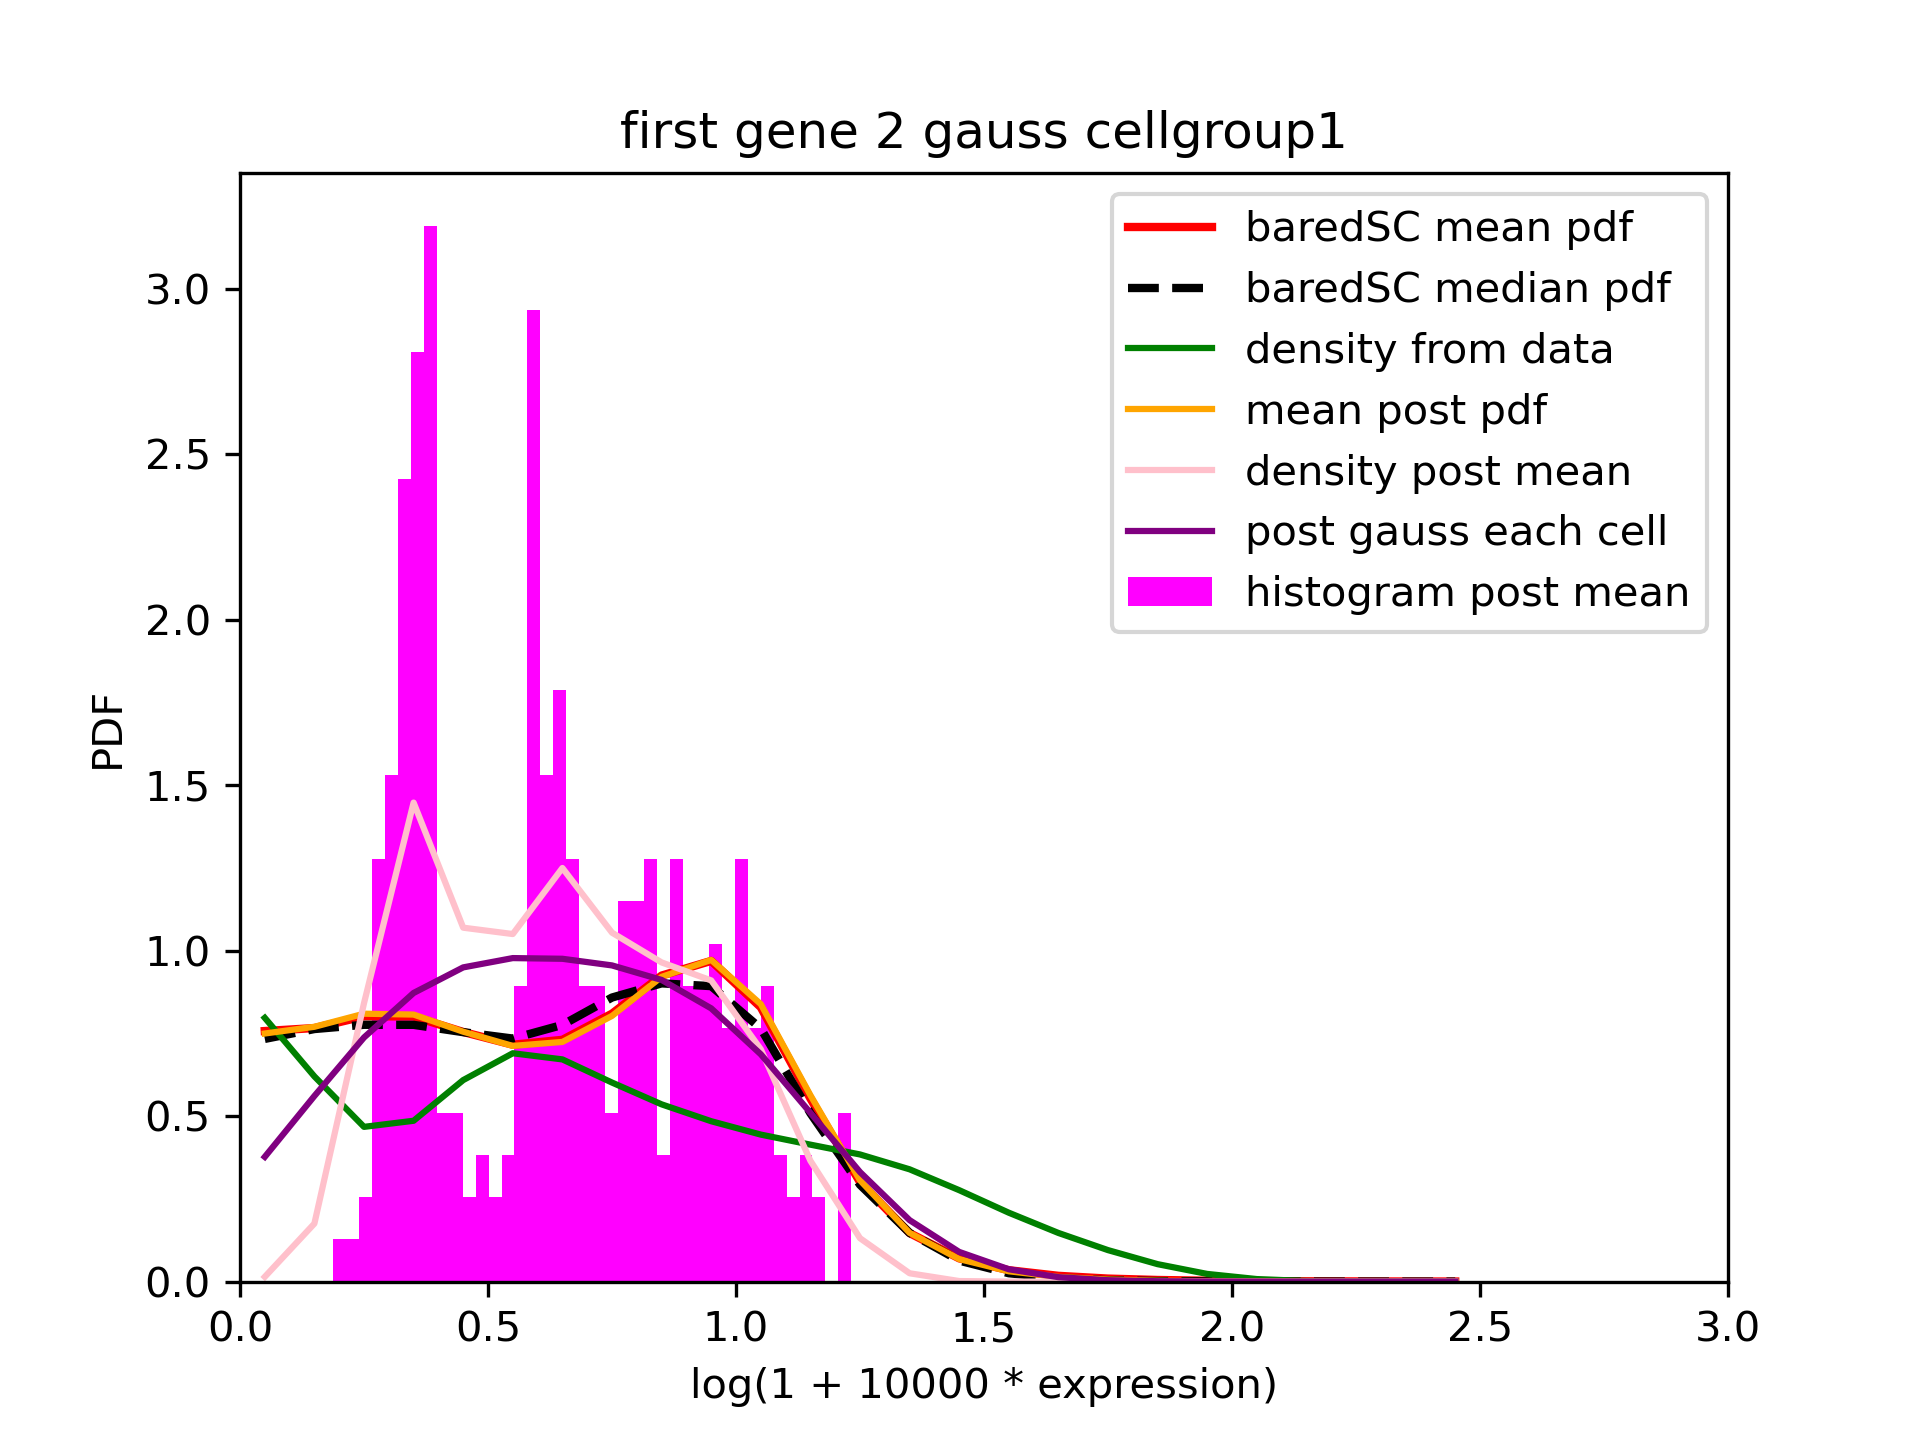 first gene 2 gauss cellgroup1
baredSC mean pdf
baredSC median pdf
density from data
mean post pdf
density post mean
post gauss each cell
histogram post mean
PDF
3.0
2.5
2.0
1.5
1.0
0.5
0.0
0.0 0.5 1.0 1.5 2.0 2.5 3.0
log(1 + 10000 * expression)